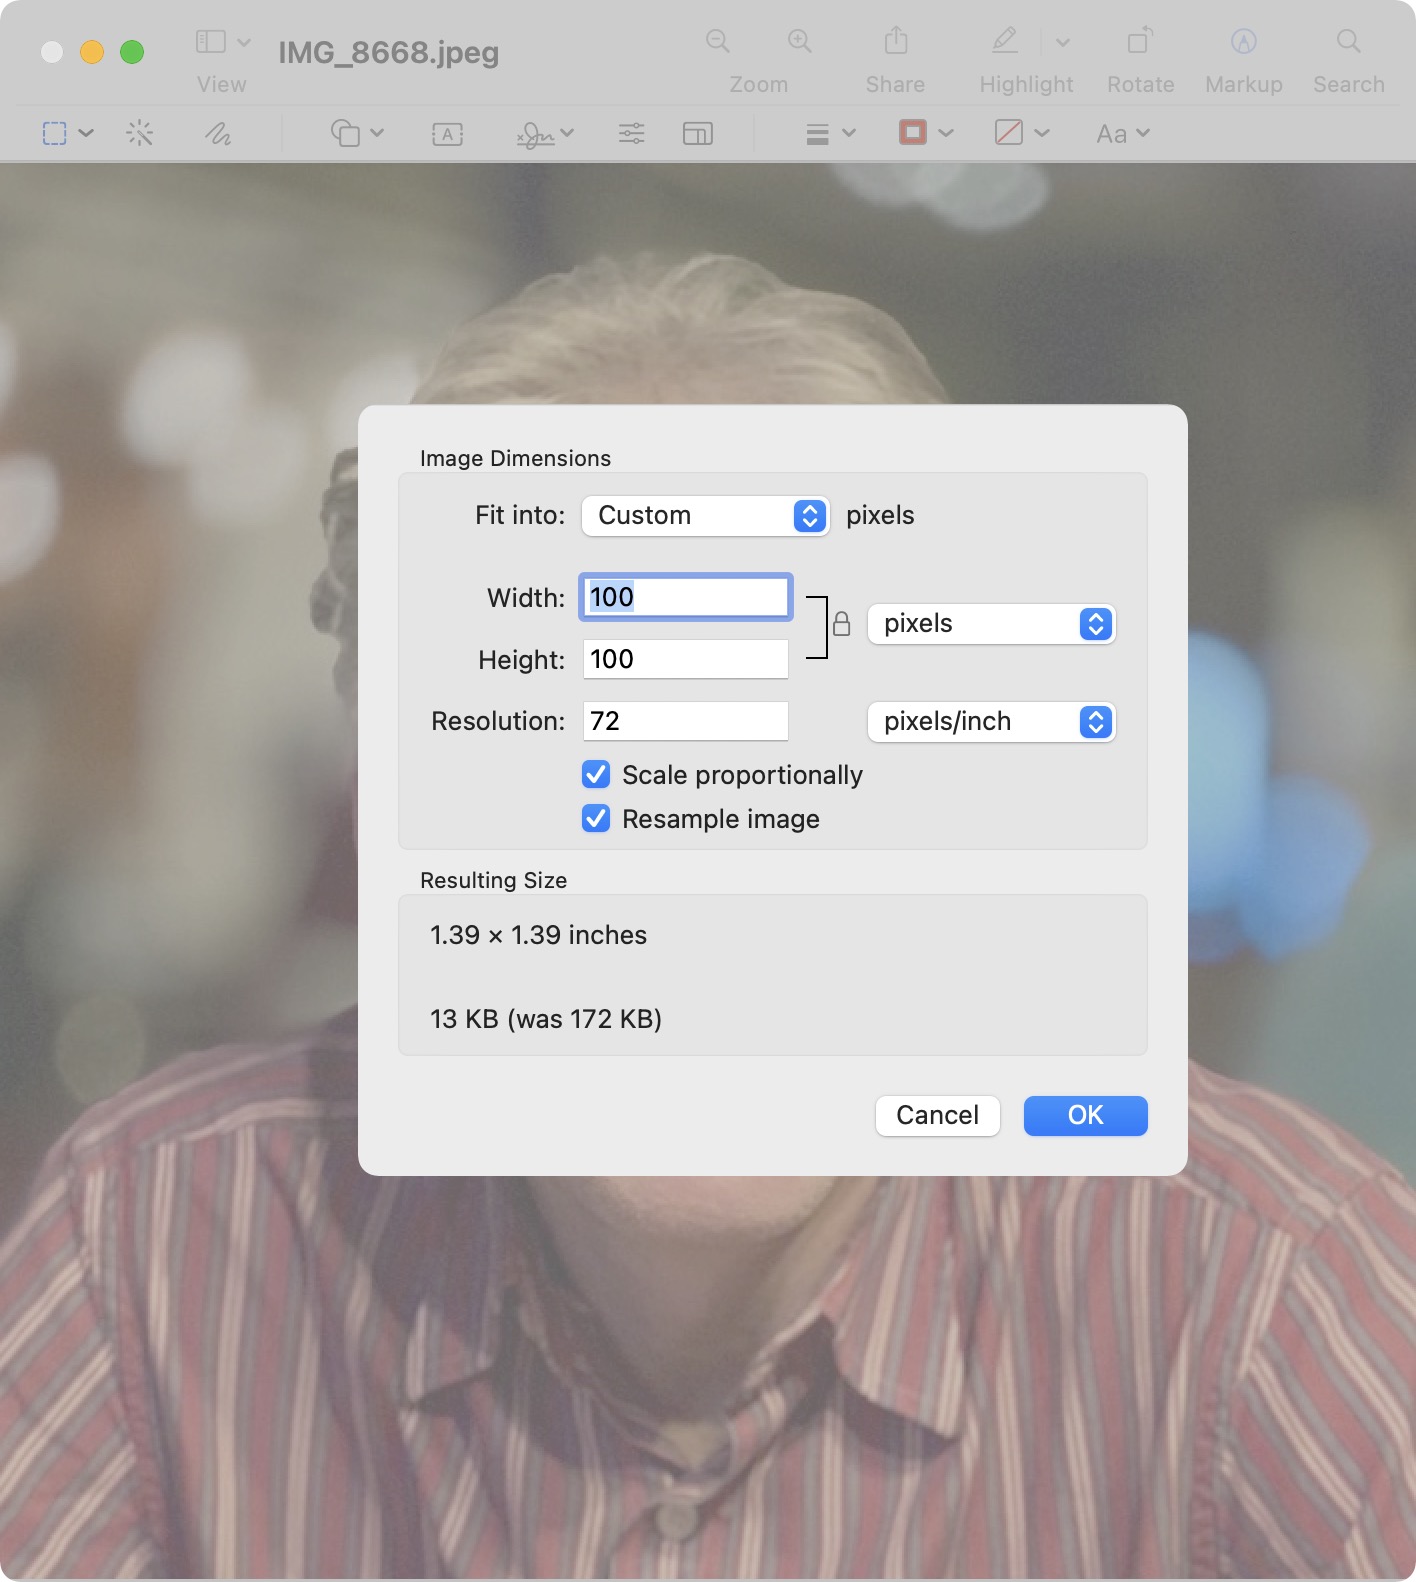 IMG_8668.jpeg
View
Zoom
Share
Highlight
Rotate
Markup
Search
A
Aa
Image Dimensions
Fit into: Custom pixels
Width: 100
pixels
Height: 100
Resolution: 72 pixels/inch
Scale proportionally
Resample image
Resulting Size
1.39 × 1.39 inches
13 KB (was 172 KB)
Cancel OK